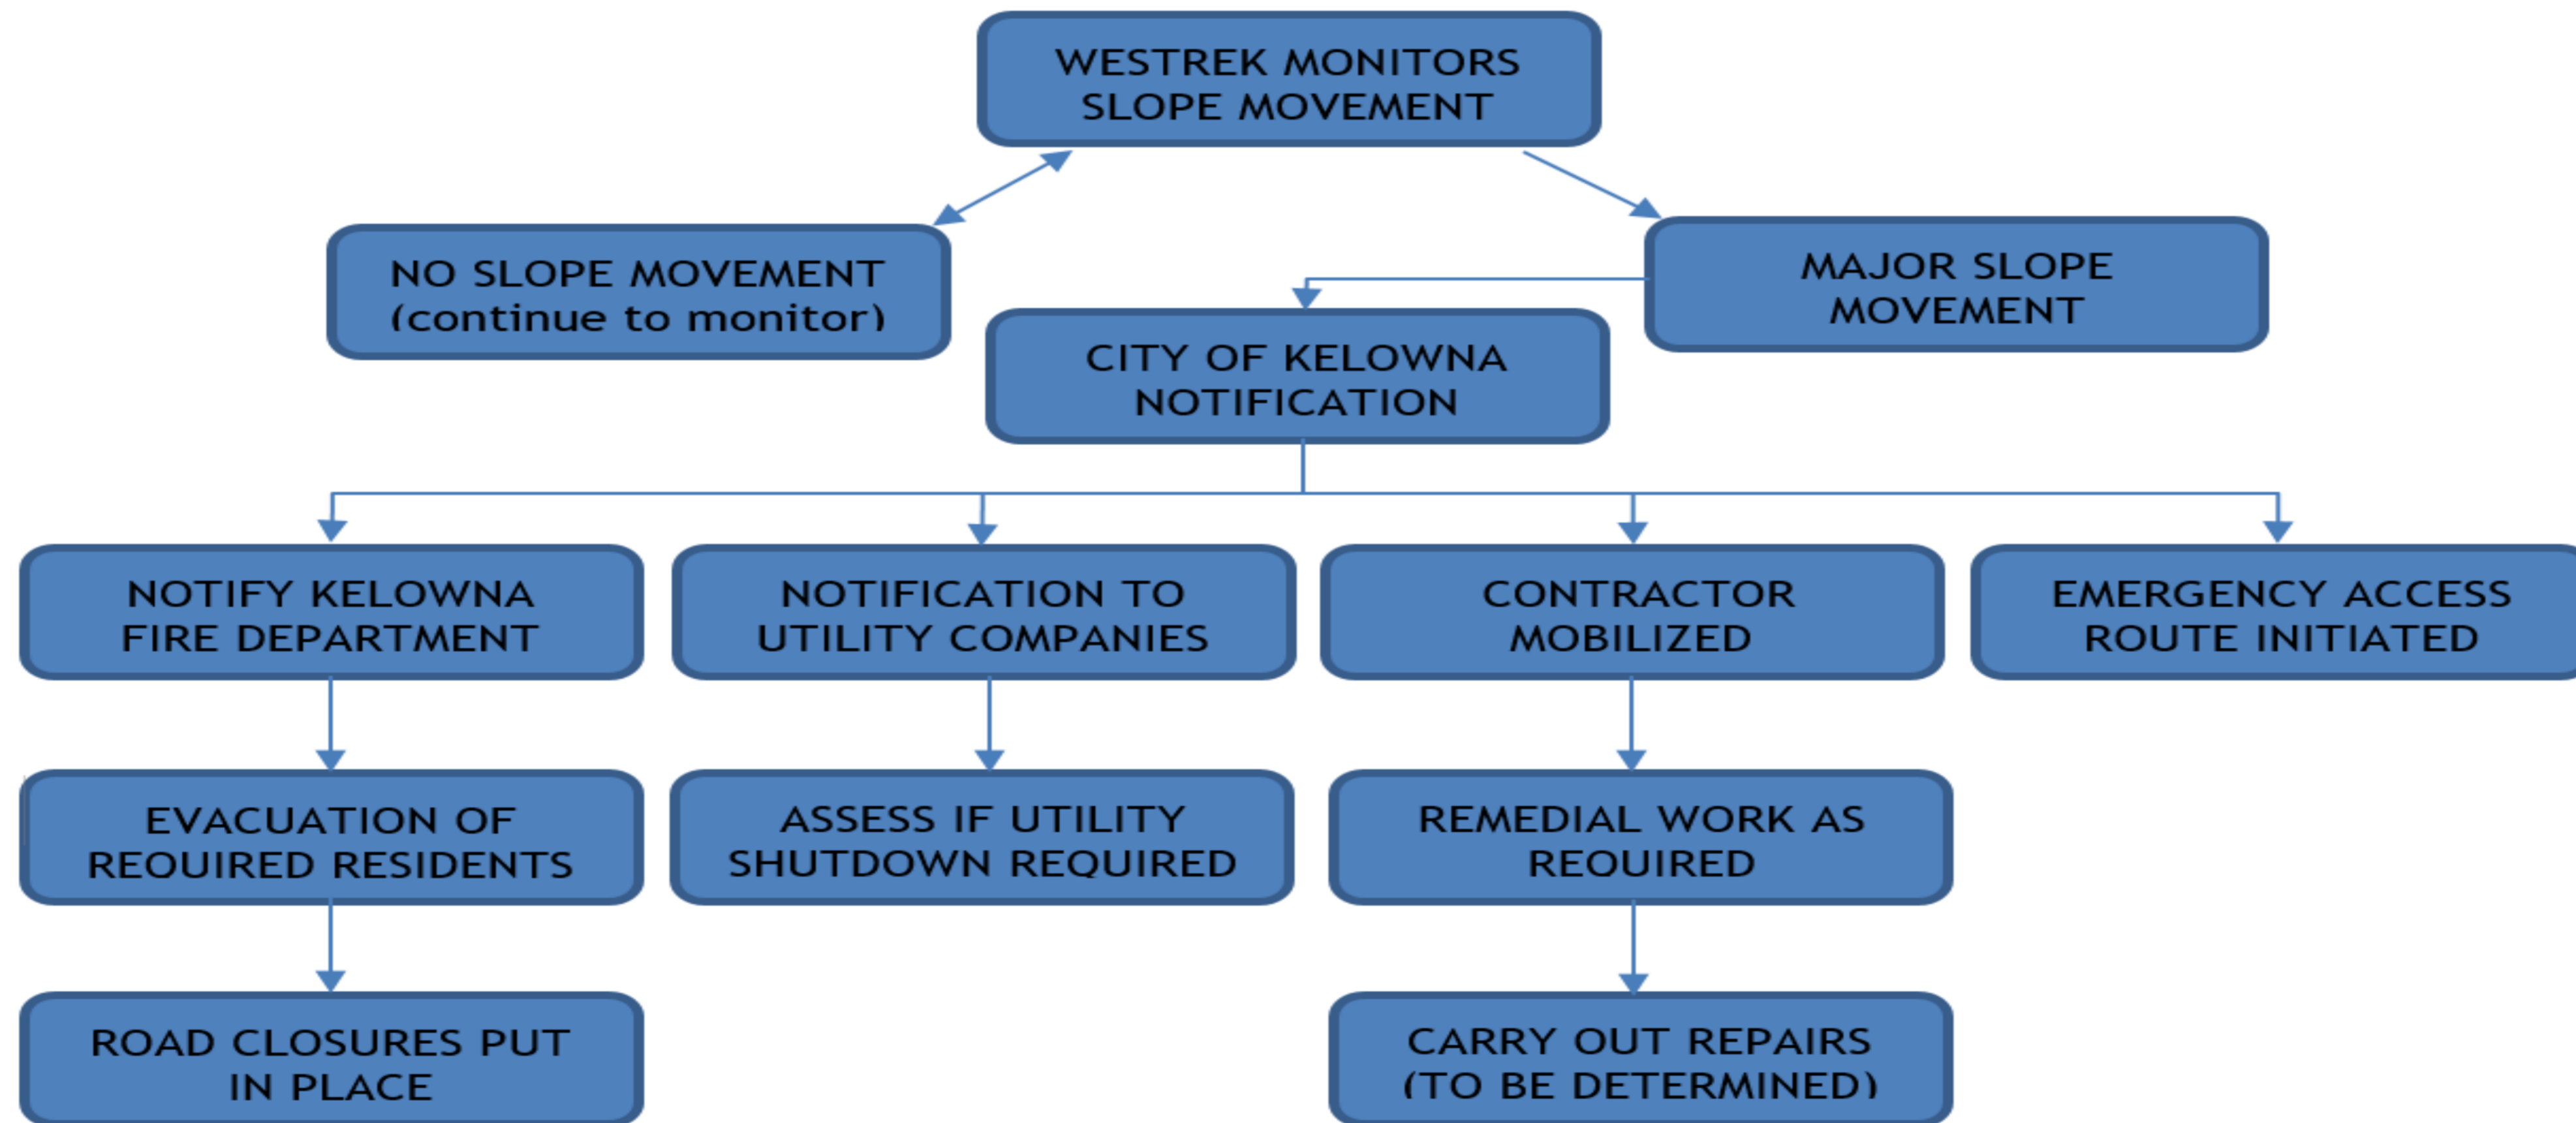 WESTREK MONITORS
SLOPE MOVEMENT
NO SLOPE MOVEMENT
(continue to monitor)
MAJOR SLOPE
MOVEMENT
CITY OF KELOWNA
NOTIFICATION
NOTIFY KELOWNA
FIRE DEPARTMENT
NOTIFICATION TO
UTILITY COMPANIES
CONTRACTOR
MOBILIZED
EMERGENCY ACCESS
ROUTE INITIATED
EVACUATION OF
REQUIRED RESIDENTS
ASSESS IF UTILITY
SHUTDOWN REQUIRED
REMEDIAL WORK AS
REQUIRED
ROAD CLOSURES PUT
IN PLACE
CARRY OUT REPAIRS
(TO BE DETERMINED)